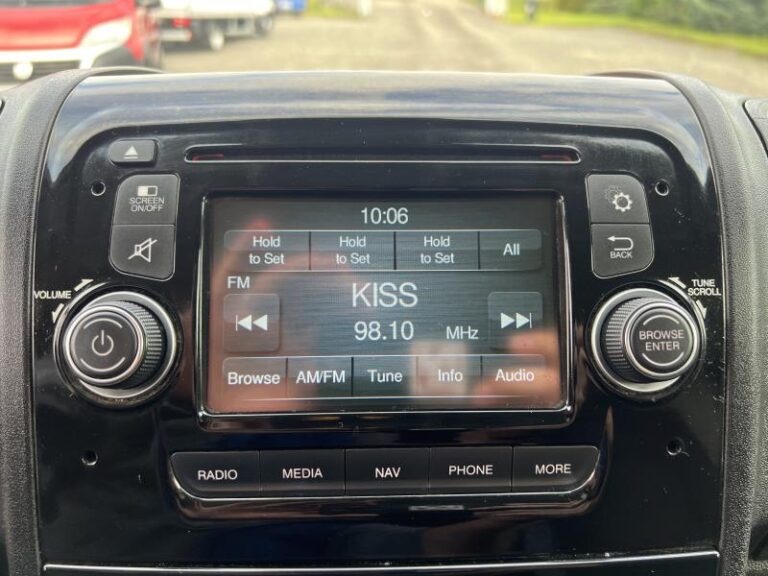 SCREEN
ON/OFF
VOLUME
10:06
Hold
to Set
Hold
to Set
Hold
to Set
All
FM
KISS
98.10 MHz
Browse
AM/FM
Tune
Info
Audio
BACK
TUNE
SCROLL
BROWSE
ENTER
RADIO
MEDIA
NAV
PHONE
MORE